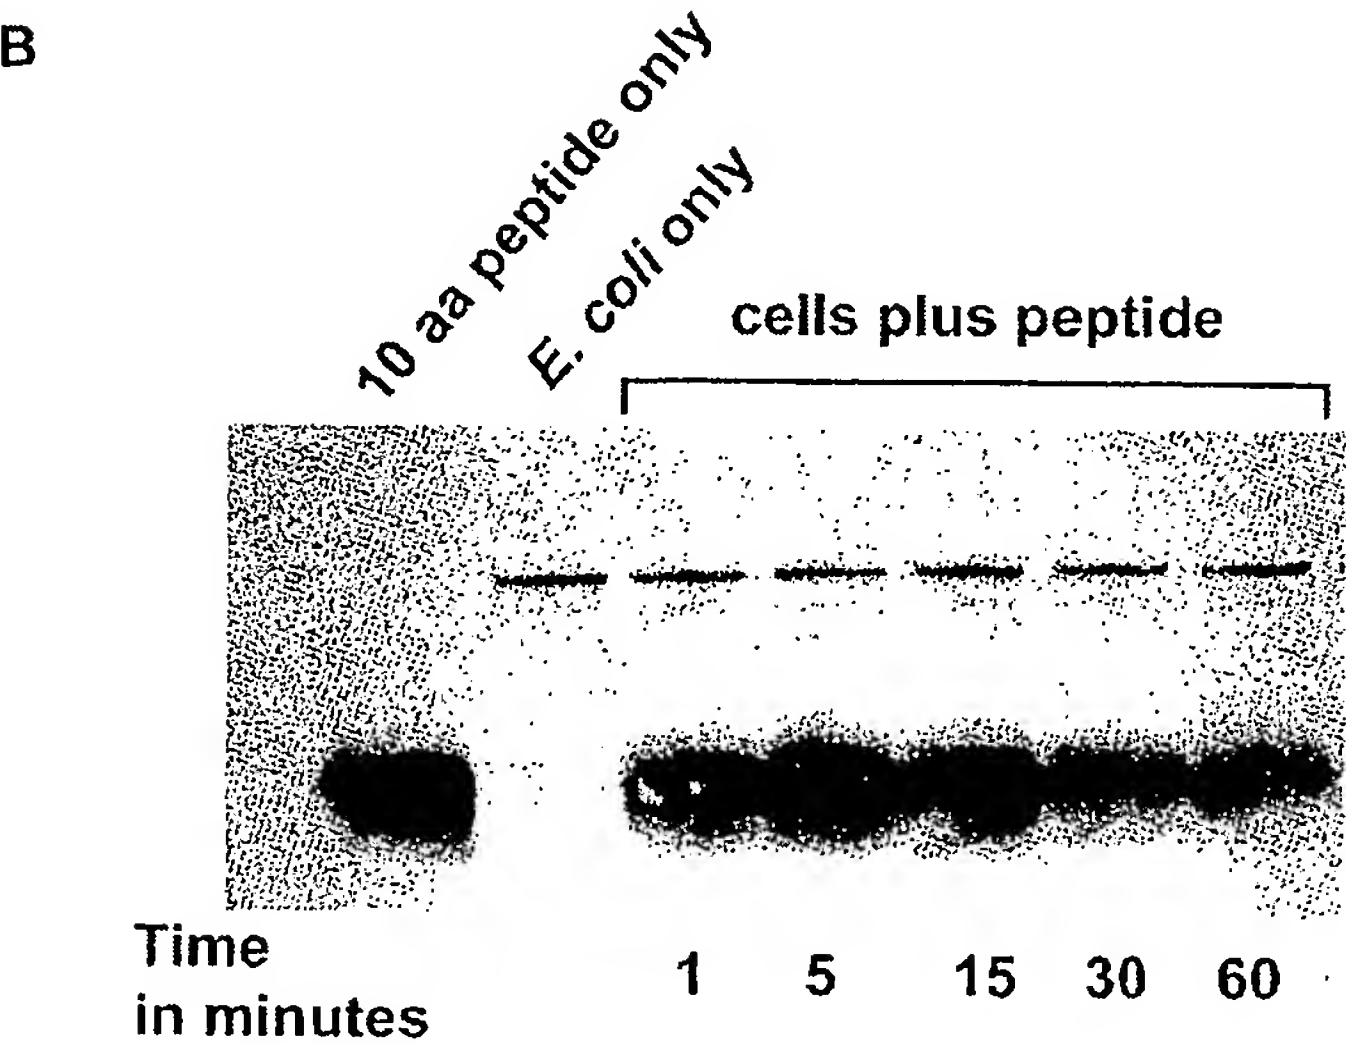 B
10 aa peptide only
E. coli only
cells plus peptide
Time
in minutes
1 5 15 30 60